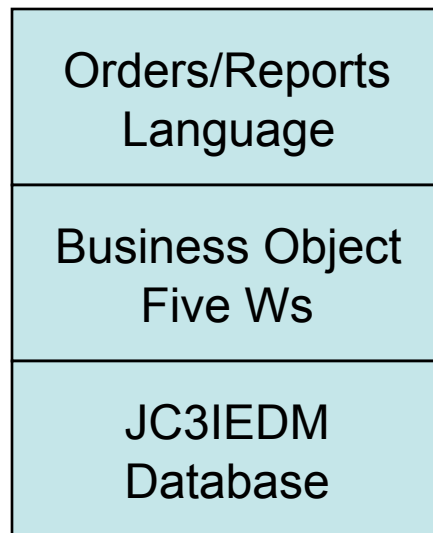 Orders/Reports
Language
Business Object
Five Ws
JC3IEDM
Database